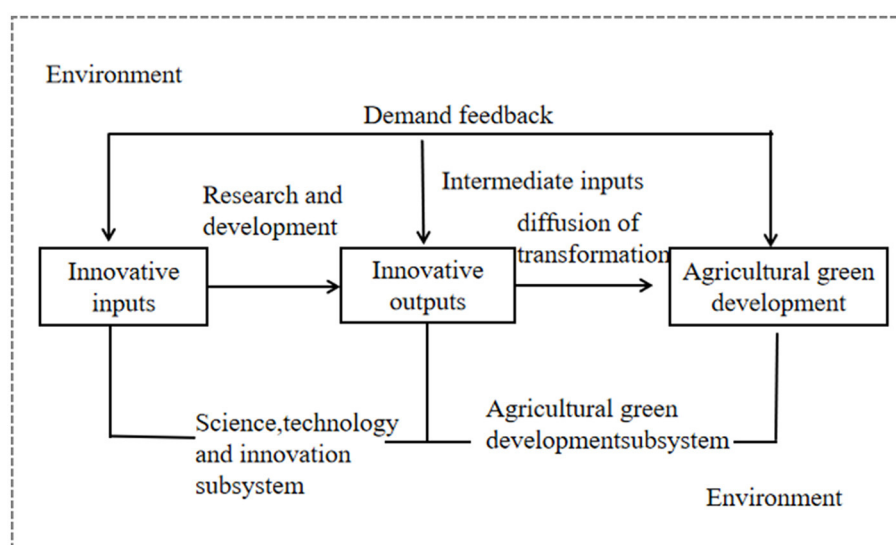 Environment
Demand feedback
Research and
development
Intermediate inputs
diffusion of
transformation
Innovative
inputs
Innovative
outputs
Agricultural green
development
Science,technology
and innovation
subsystem
Agricultural green
developmentsubsystem
Environment